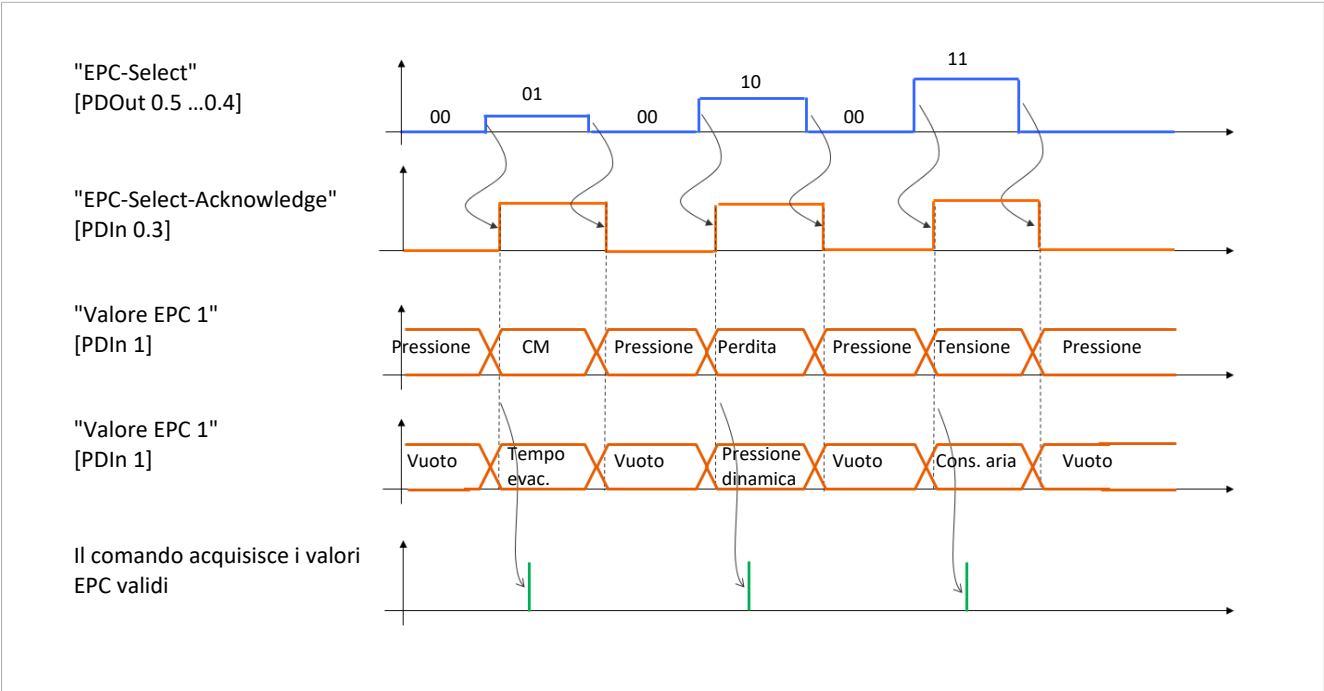 "EPC-Select"
[PDOut 0.5 ...0.4]
00
01
00
10
00
11
"EPC-Select-Acknowledge"
[PDIn 0.3]
"Valore EPC 1"
[PDIn 1]
Pressione
CM
Pressione
Perdita
Pressione
Tensione
Pressione
"Valore EPC 1"
[PDIn 1]
Vuoto
Tempo
evac.
Vuoto
Pressione
dinamica
Vuoto
Cons. aria
Vuoto
Il comando acquisisce i valori
EPC validi